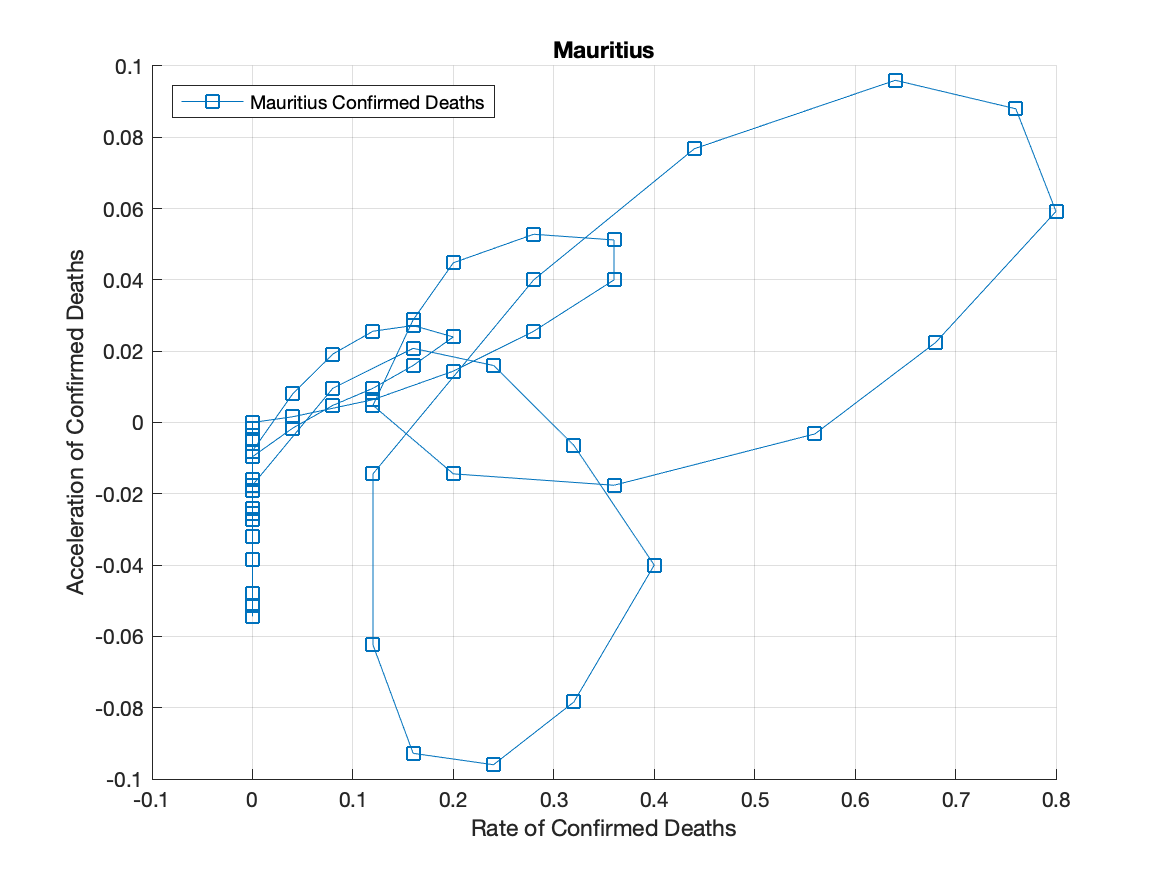 Mauritius
Mauritius Confirmed Deaths
0.1
0.08
0.06
0.04
0.02
0
-0.02
-0.04
-0.06
-0.08
-0.1
Acceleration of Confirmed Deaths
-0.1 0 0.1 0.2 0.3 0.4 0.5 0.6 0.7 0.8
Rate of Confirmed Deaths